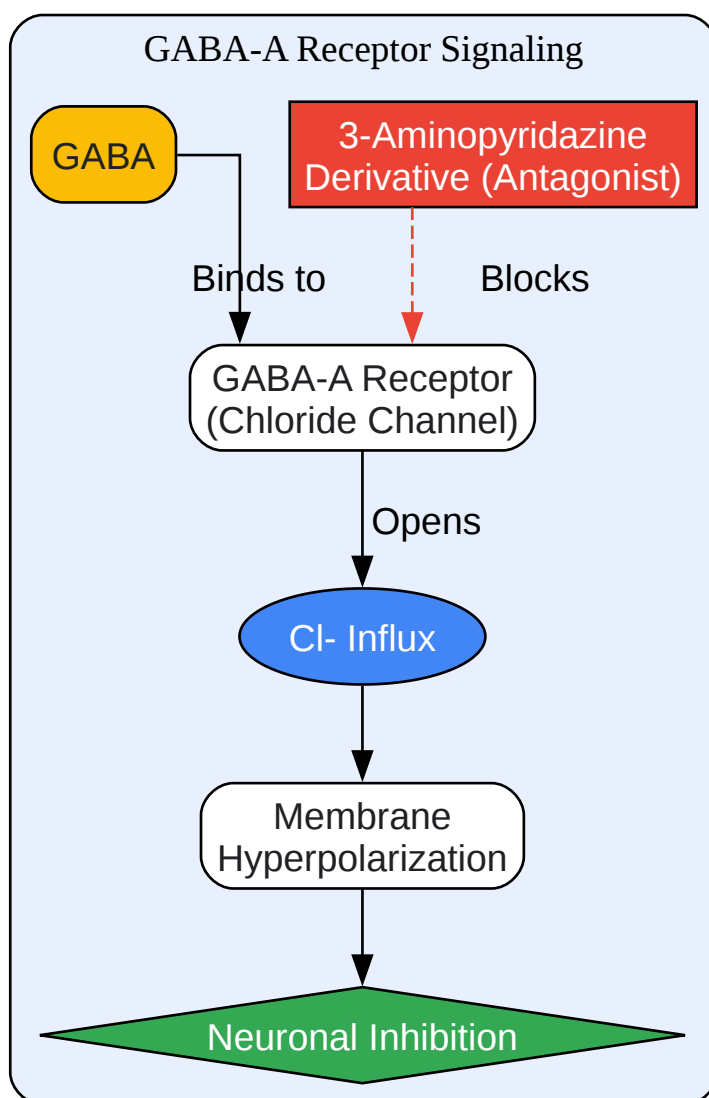 GABA-A Receptor Signaling
GABA
3-Aminopyridazine
Derivative (Antagonist)
Binds to
Blocks
GABA-A Receptor
(Chloride Channel)
Opens
Cl- Influx
Membrane
Hyperpolarization
Neuronal Inhibition